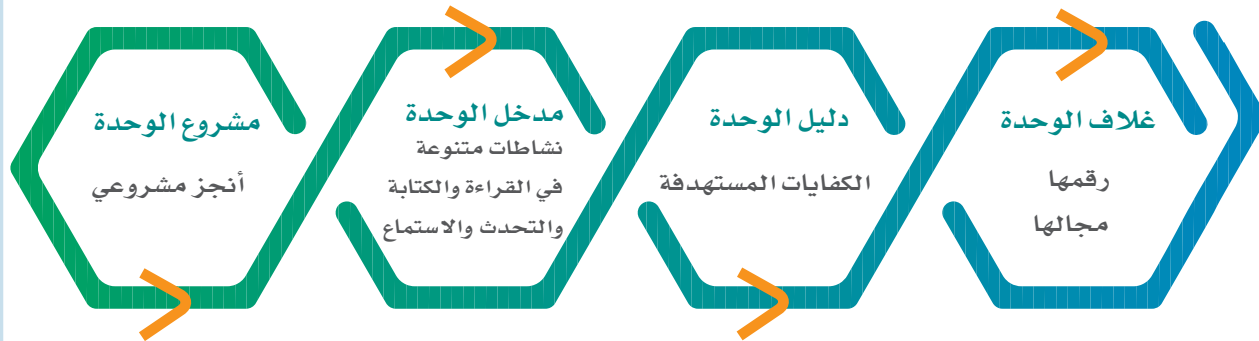 غلاف الوحدة
رقمها
مجالها
دليل الوحدة
الكفايات المستهدفة
مدخل الوحدة
نشاطات متنوعة
في القراءة والكتابة
والتحدث والاستماع
مشروع الوحدة
أنجز مشروعي